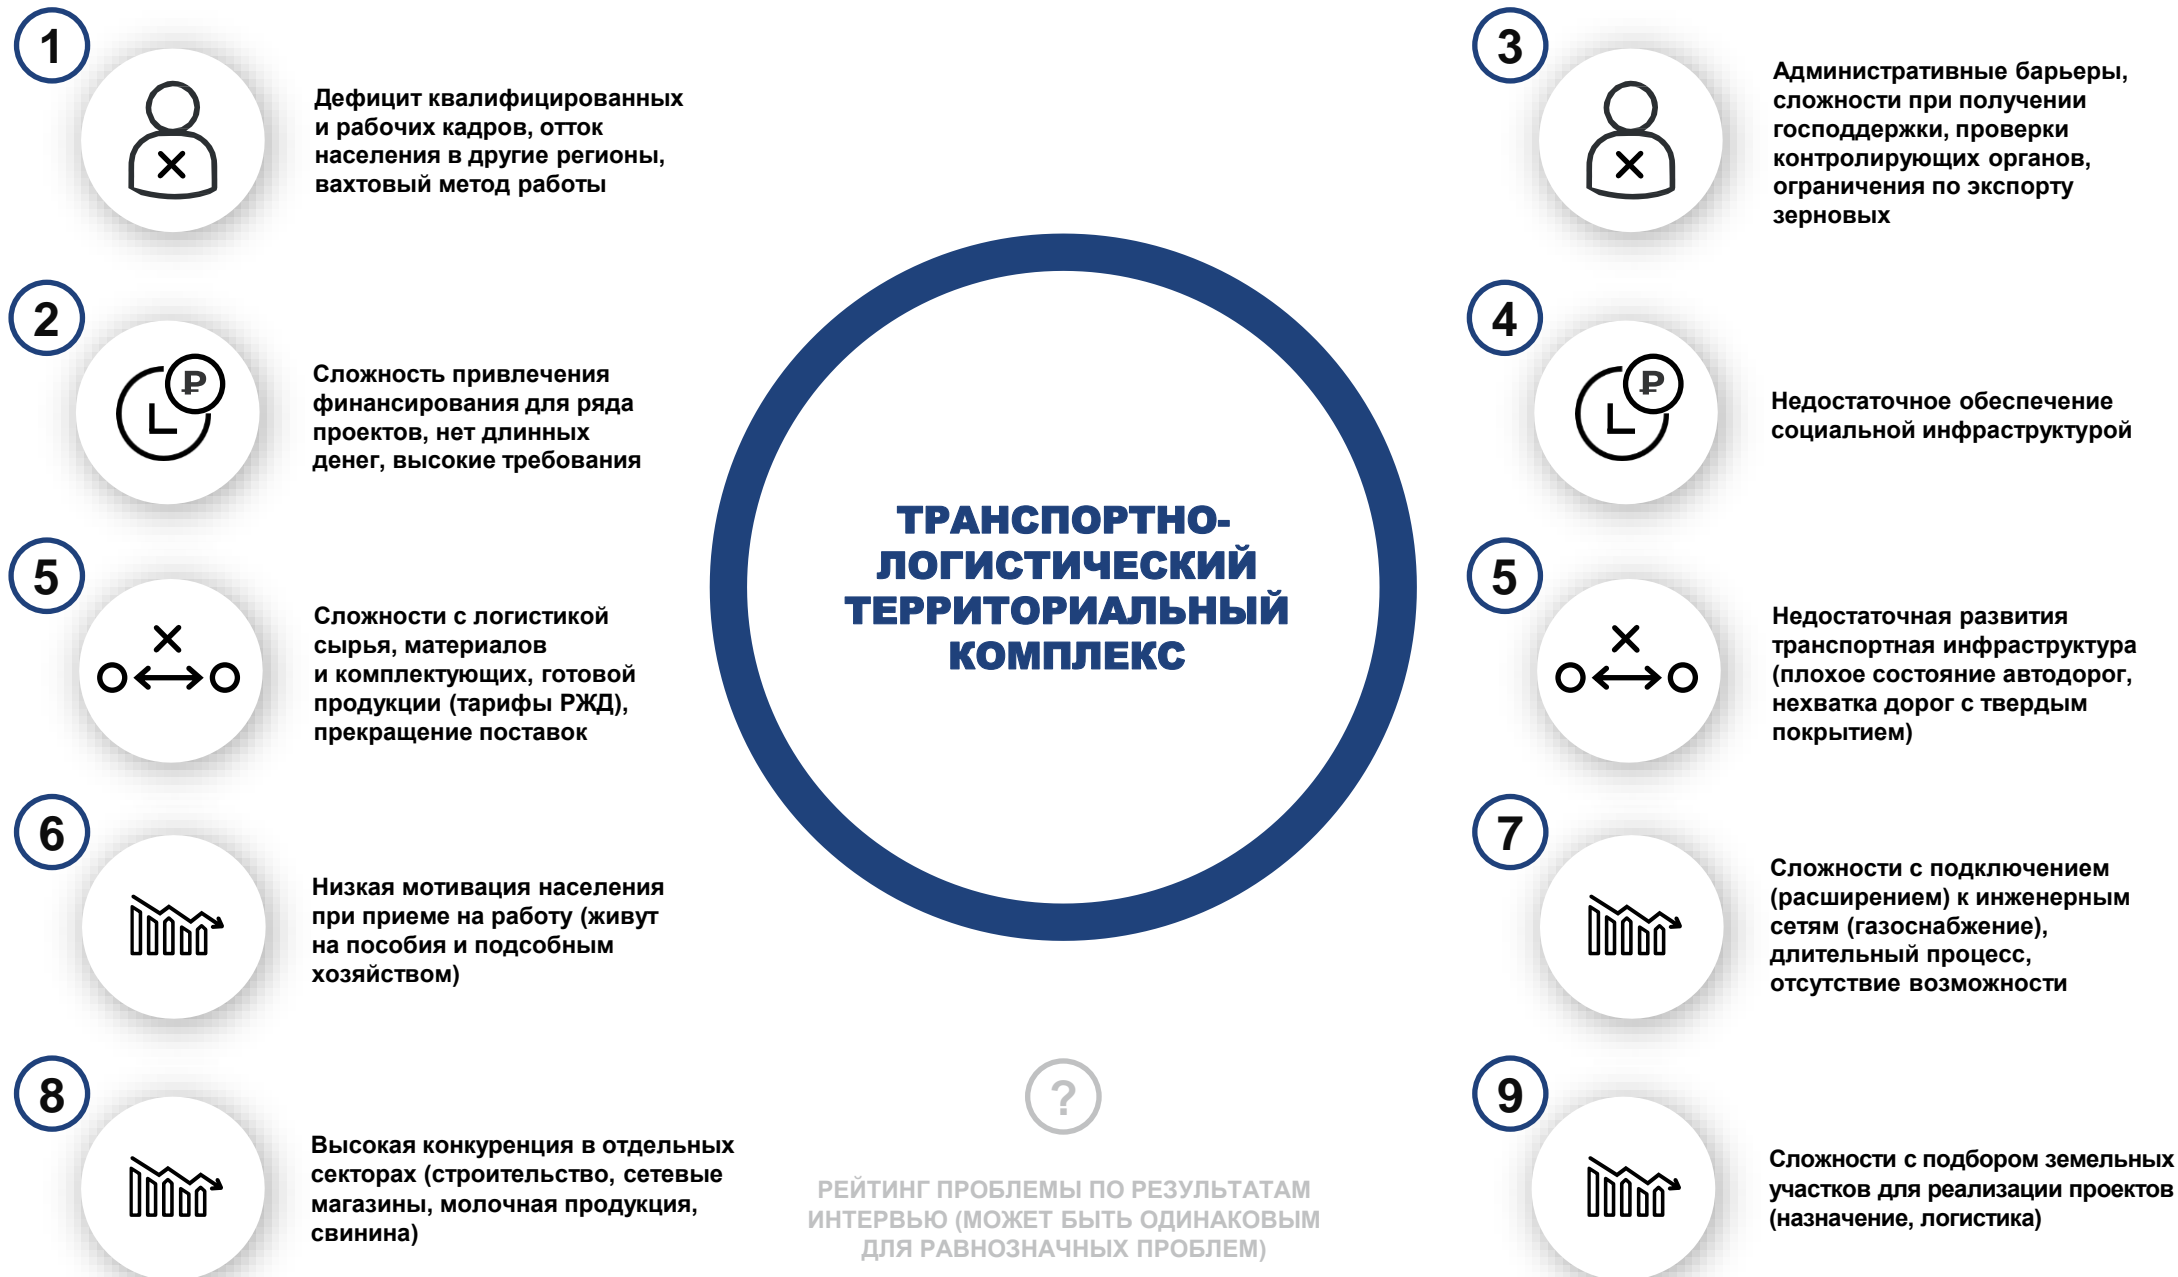 1
Дефицит квалифицированных
и рабочих кадров, отток
населения в другие регионы,
вахтовый метод работы
2
₽
Сложность привлечения
финансирования для ряда
проектов, нет длинных
денег, высокие требования
5
Сложности с логистикой
сырья, материалов
и комплектующих, готовой
продукции (тарифы РЖД),
прекращение поставок
6
Низкая мотивация населения
при приеме на работу (живут
на пособия и подсобным
хозяйством)
8
Высокая конкуренция в отдельных
секторах (строительство, сетевые
магазины, молочная продукция,
свинина)
ТРАНСПОРТНО-
ЛОГИСТИЧЕСКИЙ
ТЕРРИТОРИАЛЬНЫЙ
КОМПЛЕКС
?
РЕЙТИНГ ПРОБЛЕМЫ ПО РЕЗУЛЬТАТАМ
ИНТЕРВЬЮ (МОЖЕТ БЫТЬ ОДИНАКОВЫМ
ДЛЯ РАВНОЗНАЧНЫХ ПРОБЛЕМ)
3
Административные барьеры,
сложности при получении
господдержки, проверки
контролирующих органов,
ограничения по экспорту
зерновых
4
₽
Недостаточное обеспечение
социальной инфраструктурой
5
Недостаточная развития
транспортная инфраструктура
(плохое состояние автодорог,
нехватка дорог с твердым
покрытием)
7
Сложности с подключением
(расширением) к инженерным
сетям (газоснабжение),
длительный процесс,
отсутствие возможности
9
Сложности с подбором земельных
участков для реализации проектов
(назначение, логистика)